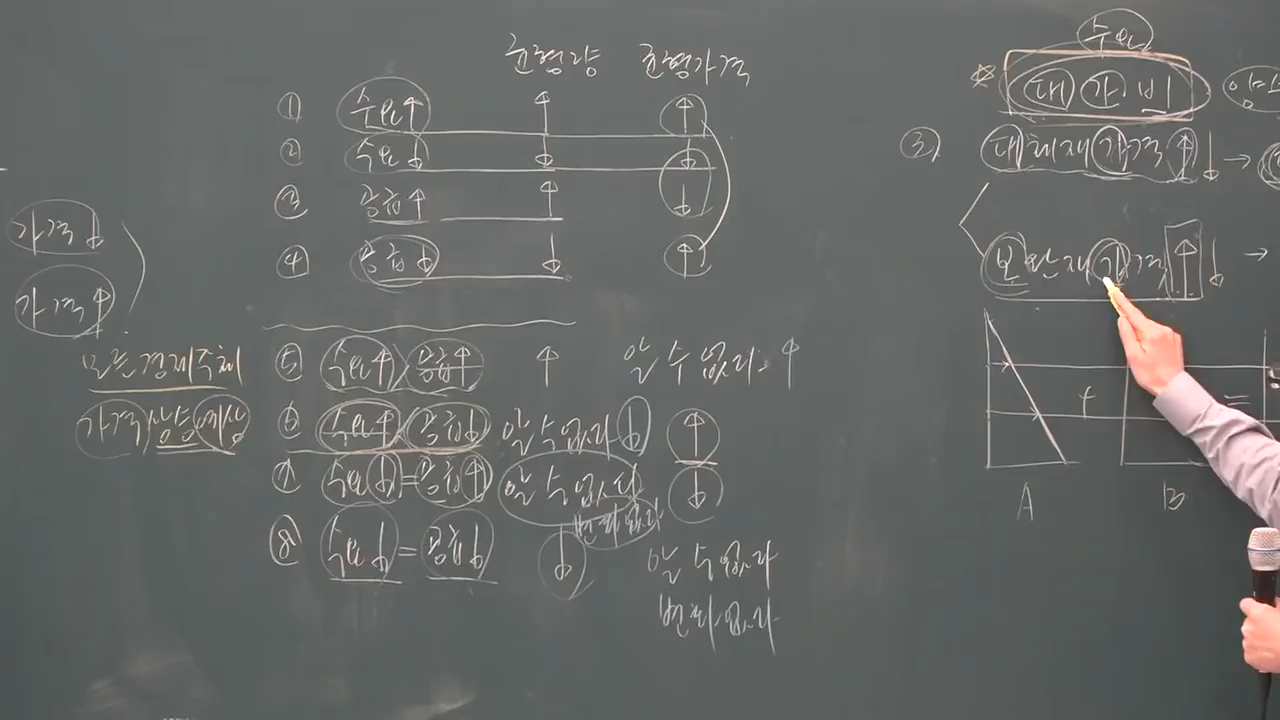 균형량 균형가격
① 수요↑ ↑ ↑
② 수요↓ ↓ ↓
③ 공급↑ ↑ ↓
④ 공급↓ ↓ ↑
가격↓
가격↑
모든 경제주체
가격상승예상
⑤ 수요↑ 공급↑ ↑ 알 수 없다. ↑
⑥ 수요↑ 공급↓ 알 수 없다 ↓ ↑
⑦ 수요↓=공급↑ 알 수 없다 ↓
변화없다
⑧ 수요↓=공급↓ ↓ 알 수 없다
변화없다
수요
☆ 대 가 비
③ 대체재가격↑↓→
보완재가격↑↓→
+ =
A B